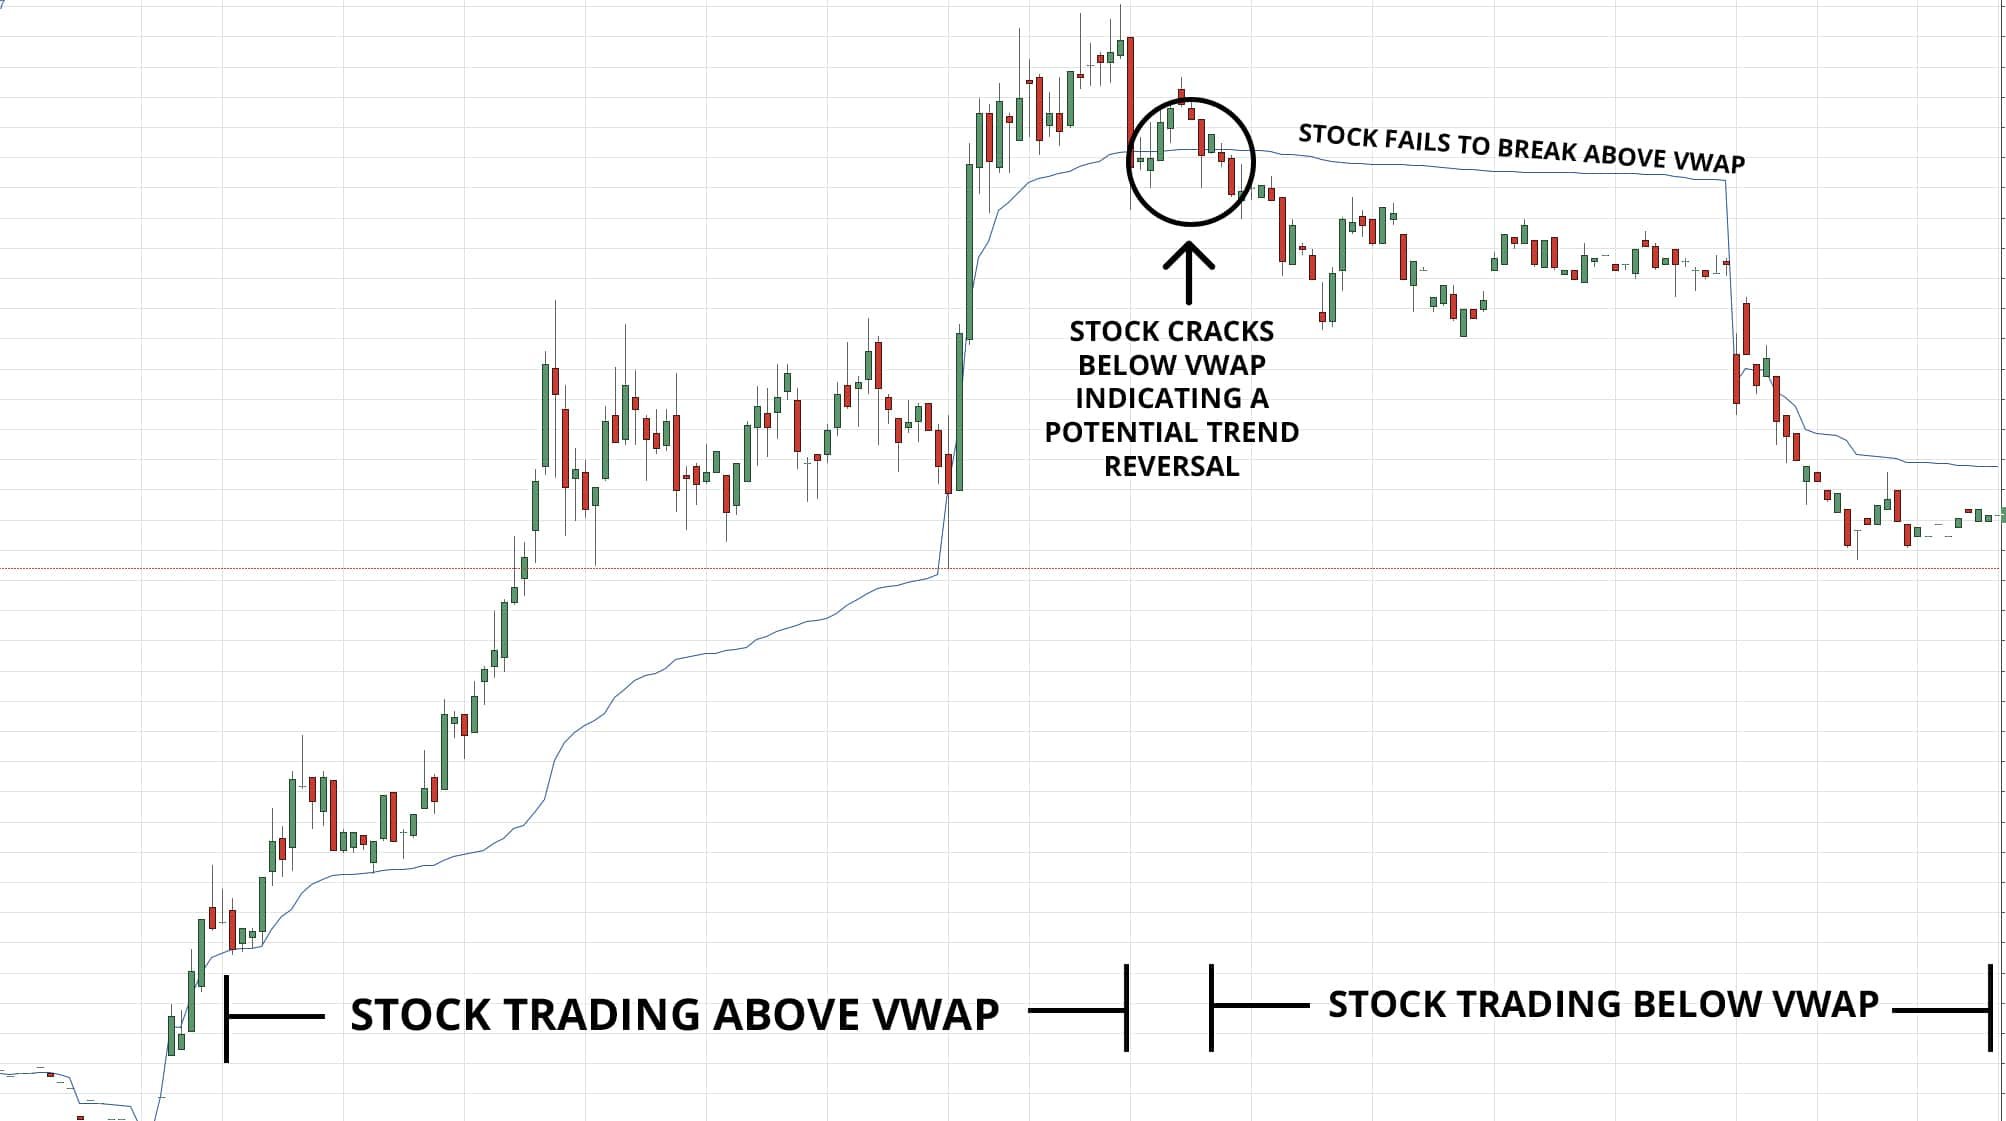 STOCK FAILS TO BREAK ABOVE VWAP
STOCK CRACKS
BELOW VWAP
INDICATING A
POTENTIAL TREND
REVERSAL
STOCK TRADING ABOVE VWAP
STOCK TRADING BELOW VWAP